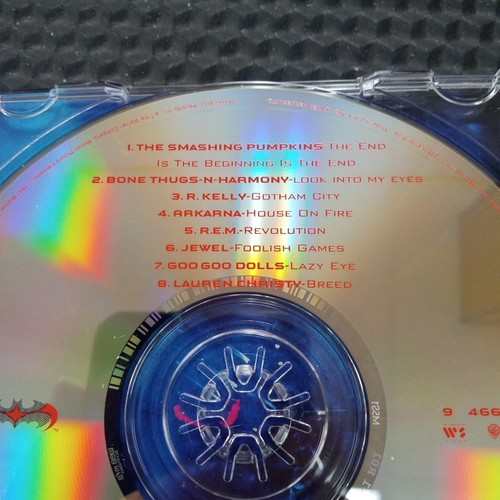 1. THE SMASHING PUMPKINS-THE END
IS THE BEGINNING IS THE END
2. BONE THUGS-N-HARMONY-LOOK INTO MY EYES
3. R. KELLY-GOTHAM CITY
4. ARKARNA-HOUSE ON FIRE
5. R.E.M.-REVOLUTION
6. JEWEL-FOOLISH GAMES
7. GOO GOO DOLLS-LAZY EYE
8. LAUREN CHRISTY-BREED
9 466